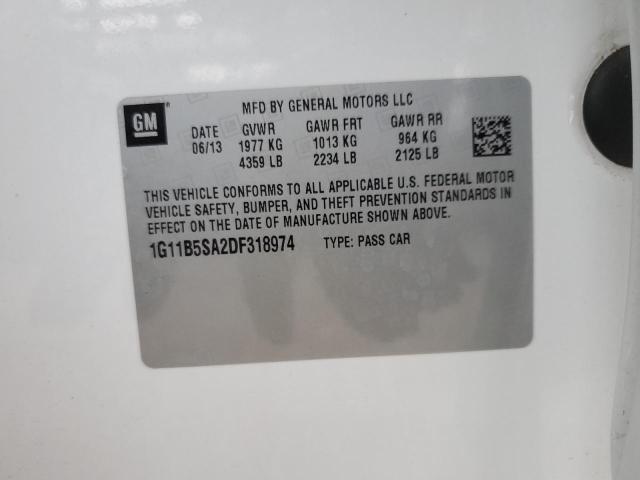 GM ®
MFD BY GENERAL MOTORS LLC
DATE GVWR GAWR FRT GAWR RR
06/13 1977 KG 1013 KG 964 KG
4359 LB 2234 LB 2125 LB
THIS VEHICLE CONFORMS TO ALL APPLICABLE U.S. FEDERAL MOTOR
VEHICLE SAFETY, BUMPER, AND THEFT PREVENTION STANDARDS IN
EFFECT ON THE DATE OF MANUFACTURE SHOWN ABOVE.
1G11B5SA2DF318974 TYPE: PASS CAR